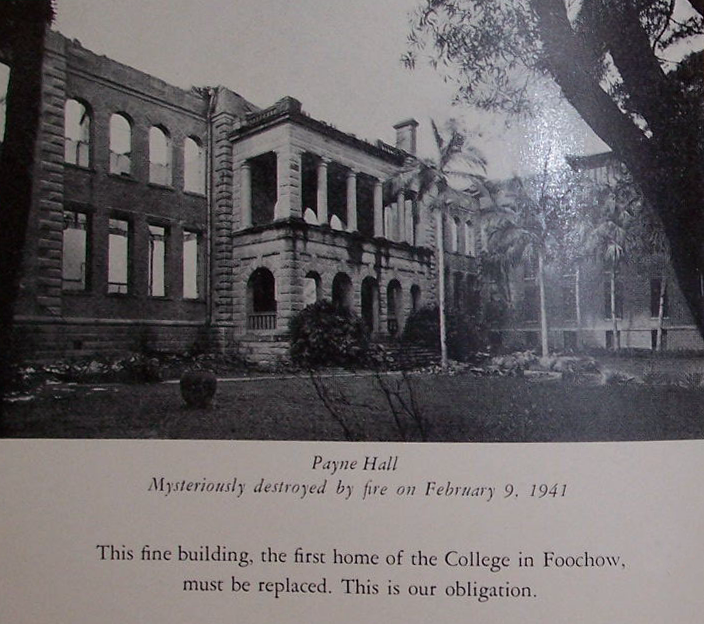 Payne Hall
Mysteriously destroyed by fire on February 9, 1941
This fine building, the first home of the College in Foochow,
must be replaced. This is our obligation.